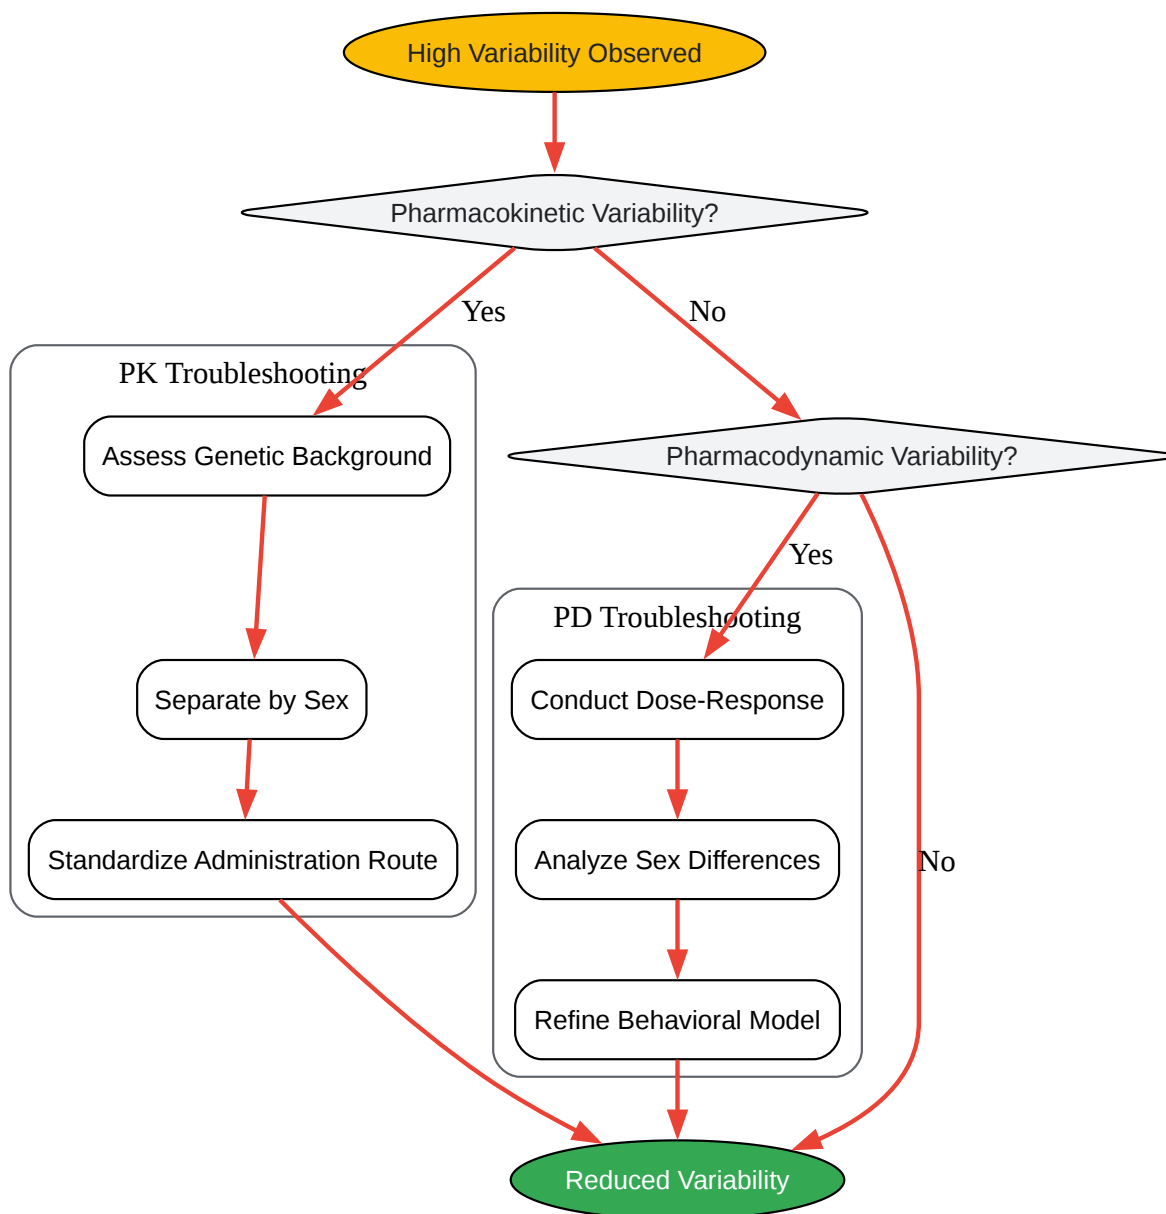 High Variability Observed
Pharmacokinetic Variability?
Yes
No
PK Troubleshooting
Assess Genetic Background
Pharmacodynamic Variability?
Yes
PD Troubleshooting
Separate by Sex
Conduct Dose-Response
Standardize Administration Route
Analyze Sex Differences
No
Refine Behavioral Model
Reduced Variability